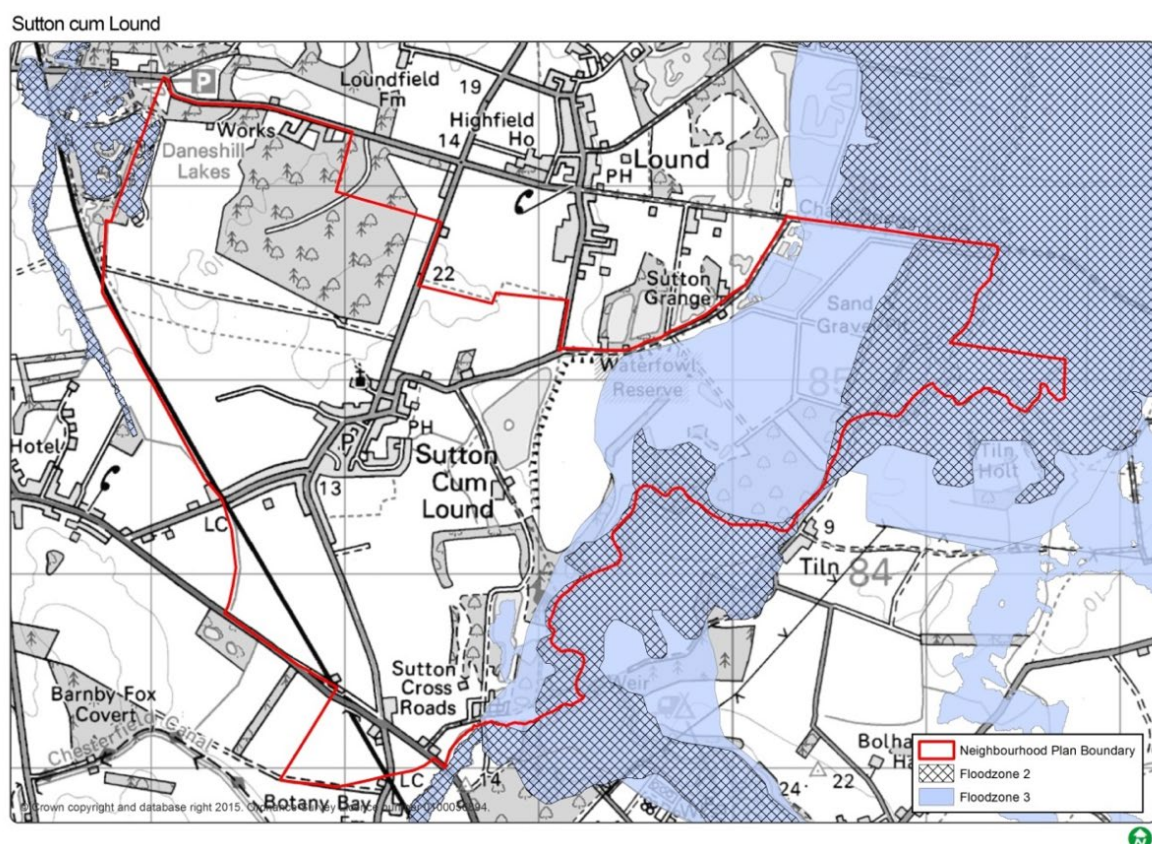 Sutton cum Lound
P
Loundfield
Fm
19
Highfield
Ho
Works
14
Daneshill
Lakes
Lound
PH
22
Sutton
Grange
Sand
W
Waterfowl
Reserve
85
PH
P
Hotel
Sutton
Cum
Lound
13
LC
Tiln
Holt
9
Tiln
84
10
Sutton
Cross
Roads
Weir
Barnby Fox
Covert
Chesterfield Canal
LC
14
Botany Bay
24
22
© Crown copyright and database right 2015.
Neighbourhood Plan Boundary
Floodzone 2
Floodzone 3